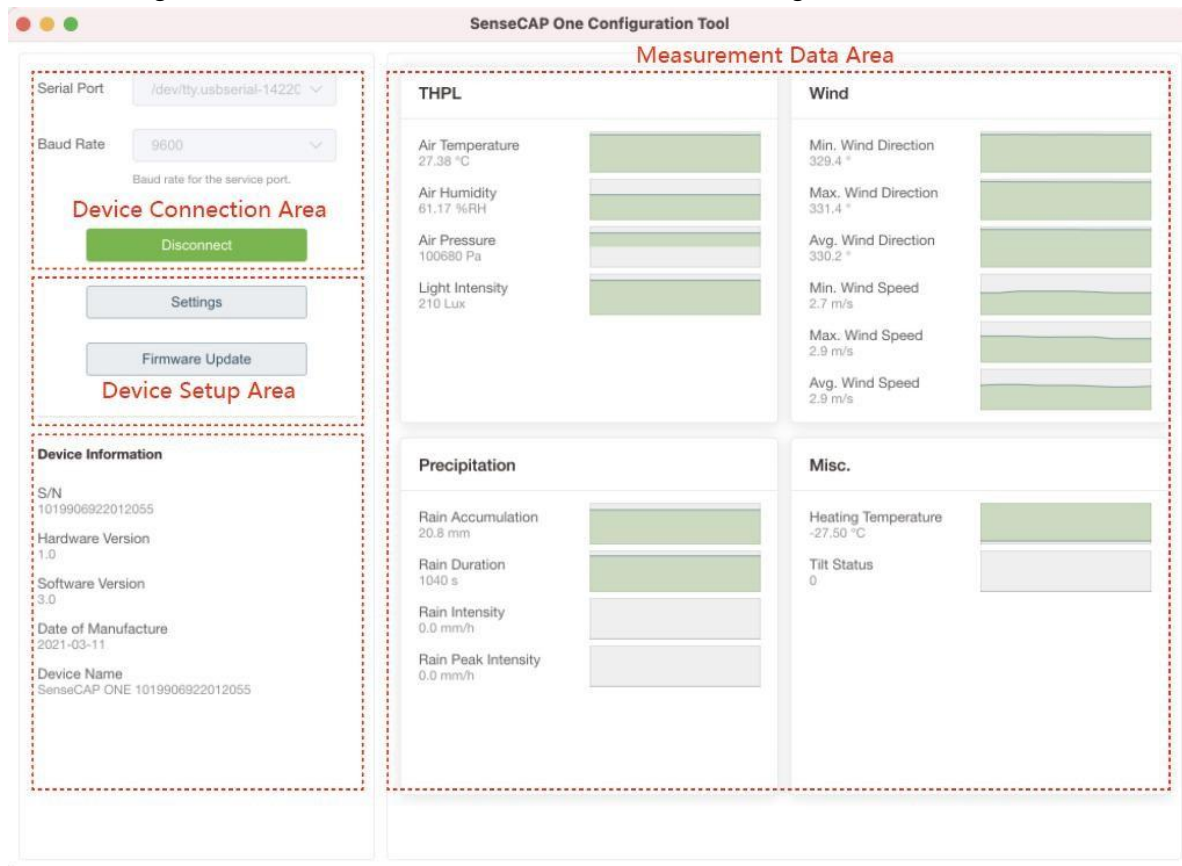 SenseCAP One Configuration Tool
Measurement Data Area
Serial Port
/dev/tty.usbserial-1422C
Baud Rate
9600
Baud rate for the service port.
Device Connection Area
Disconnect
Settings
Firmware Update
Device Setup Area
Device Information
S/N
1019906922012055
Hardware Version
1.0
Software Version
3.0
Date of Manufacture
2021-03-11
Device Name
SenseCAP ONE 1019906922012055
THPL
Air Temperature
27.38 °C
Air Humidity
61.17 %RH
Air Pressure
100680 Pa
Light Intensity
210 Lux
Wind
Min. Wind Direction
329.4 °
Max. Wind Direction
331.4 °
Avg. Wind Direction
330.2 °
Min. Wind Speed
2.7 m/s
Max. Wind Speed
2.9 m/s
Avg. Wind Speed
2.9 m/s
Precipitation
Rain Accumulation
20.8 mm
Rain Duration
1040 s
Rain Intensity
0.0 mm/h
Rain Peak Intensity
0.0 mm/h
Misc.
Heating Temperature
-27.50 °C
Tilt Status
0